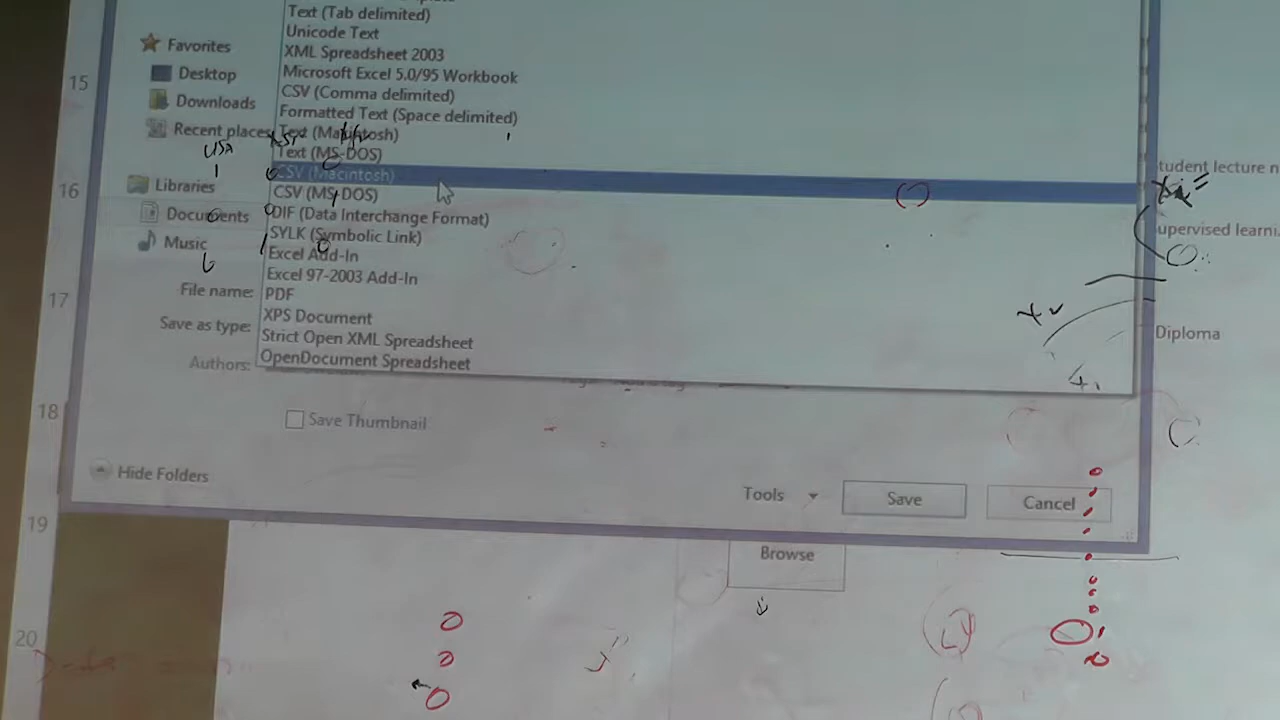 Text (Tab delimited)
Unicode Text
XML Spreadsheet 2003
Microsoft Excel 5.0/95 Workbook
CSV (Comma delimited)
Formatted Text (Space delimited)
Text (Macintosh)
Text (MS-DOS)
CSV (Macintosh)
CSV (MS-DOS)
DIF (Data Interchange Format)
SYLK (Symbolic Link)
Excel Add-In
Excel 97-2003 Add-In
PDF
XPS Document
Strict Open XML Spreadsheet
OpenDocument Spreadsheet
Favorites
Desktop
Downloads
Recent places
USA
Libraries
Documents
Music
File name:
Save as type:
Authors:
Save Thumbnail
Hide Folders
Tools
Save
Cancel
Browse
15
16
17
18
19
20
tudent lecture n
upervised learni
Diploma